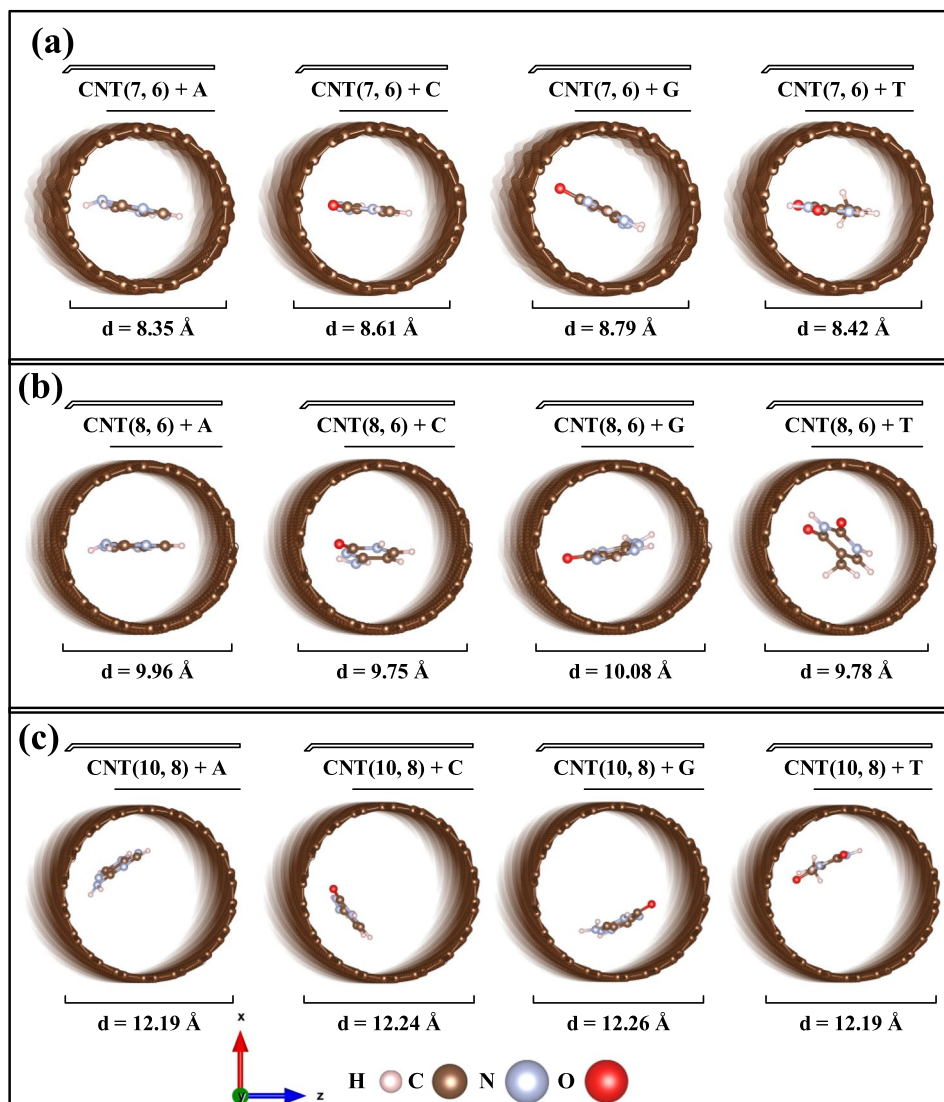 (a)
CNT(7, 6) + A CNT(7, 6) + C CNT(7, 6) + G CNT(7, 6) + T
d = 8.35 Å d = 8.61 Å d = 8.79 Å d = 8.42 Å
(b)
CNT(8, 6) + A CNT(8, 6) + C CNT(8, 6) + G CNT(8, 6) + T
d = 9.96 Å d = 9.75 Å d = 10.08 Å d = 9.78 Å
(c)
CNT(10, 8) + A CNT(10, 8) + C CNT(10, 8) + G CNT(10, 8) + T
d = 12.19 Å d = 12.24 Å d = 12.26 Å d = 12.19 Å
x
y z
H C N O